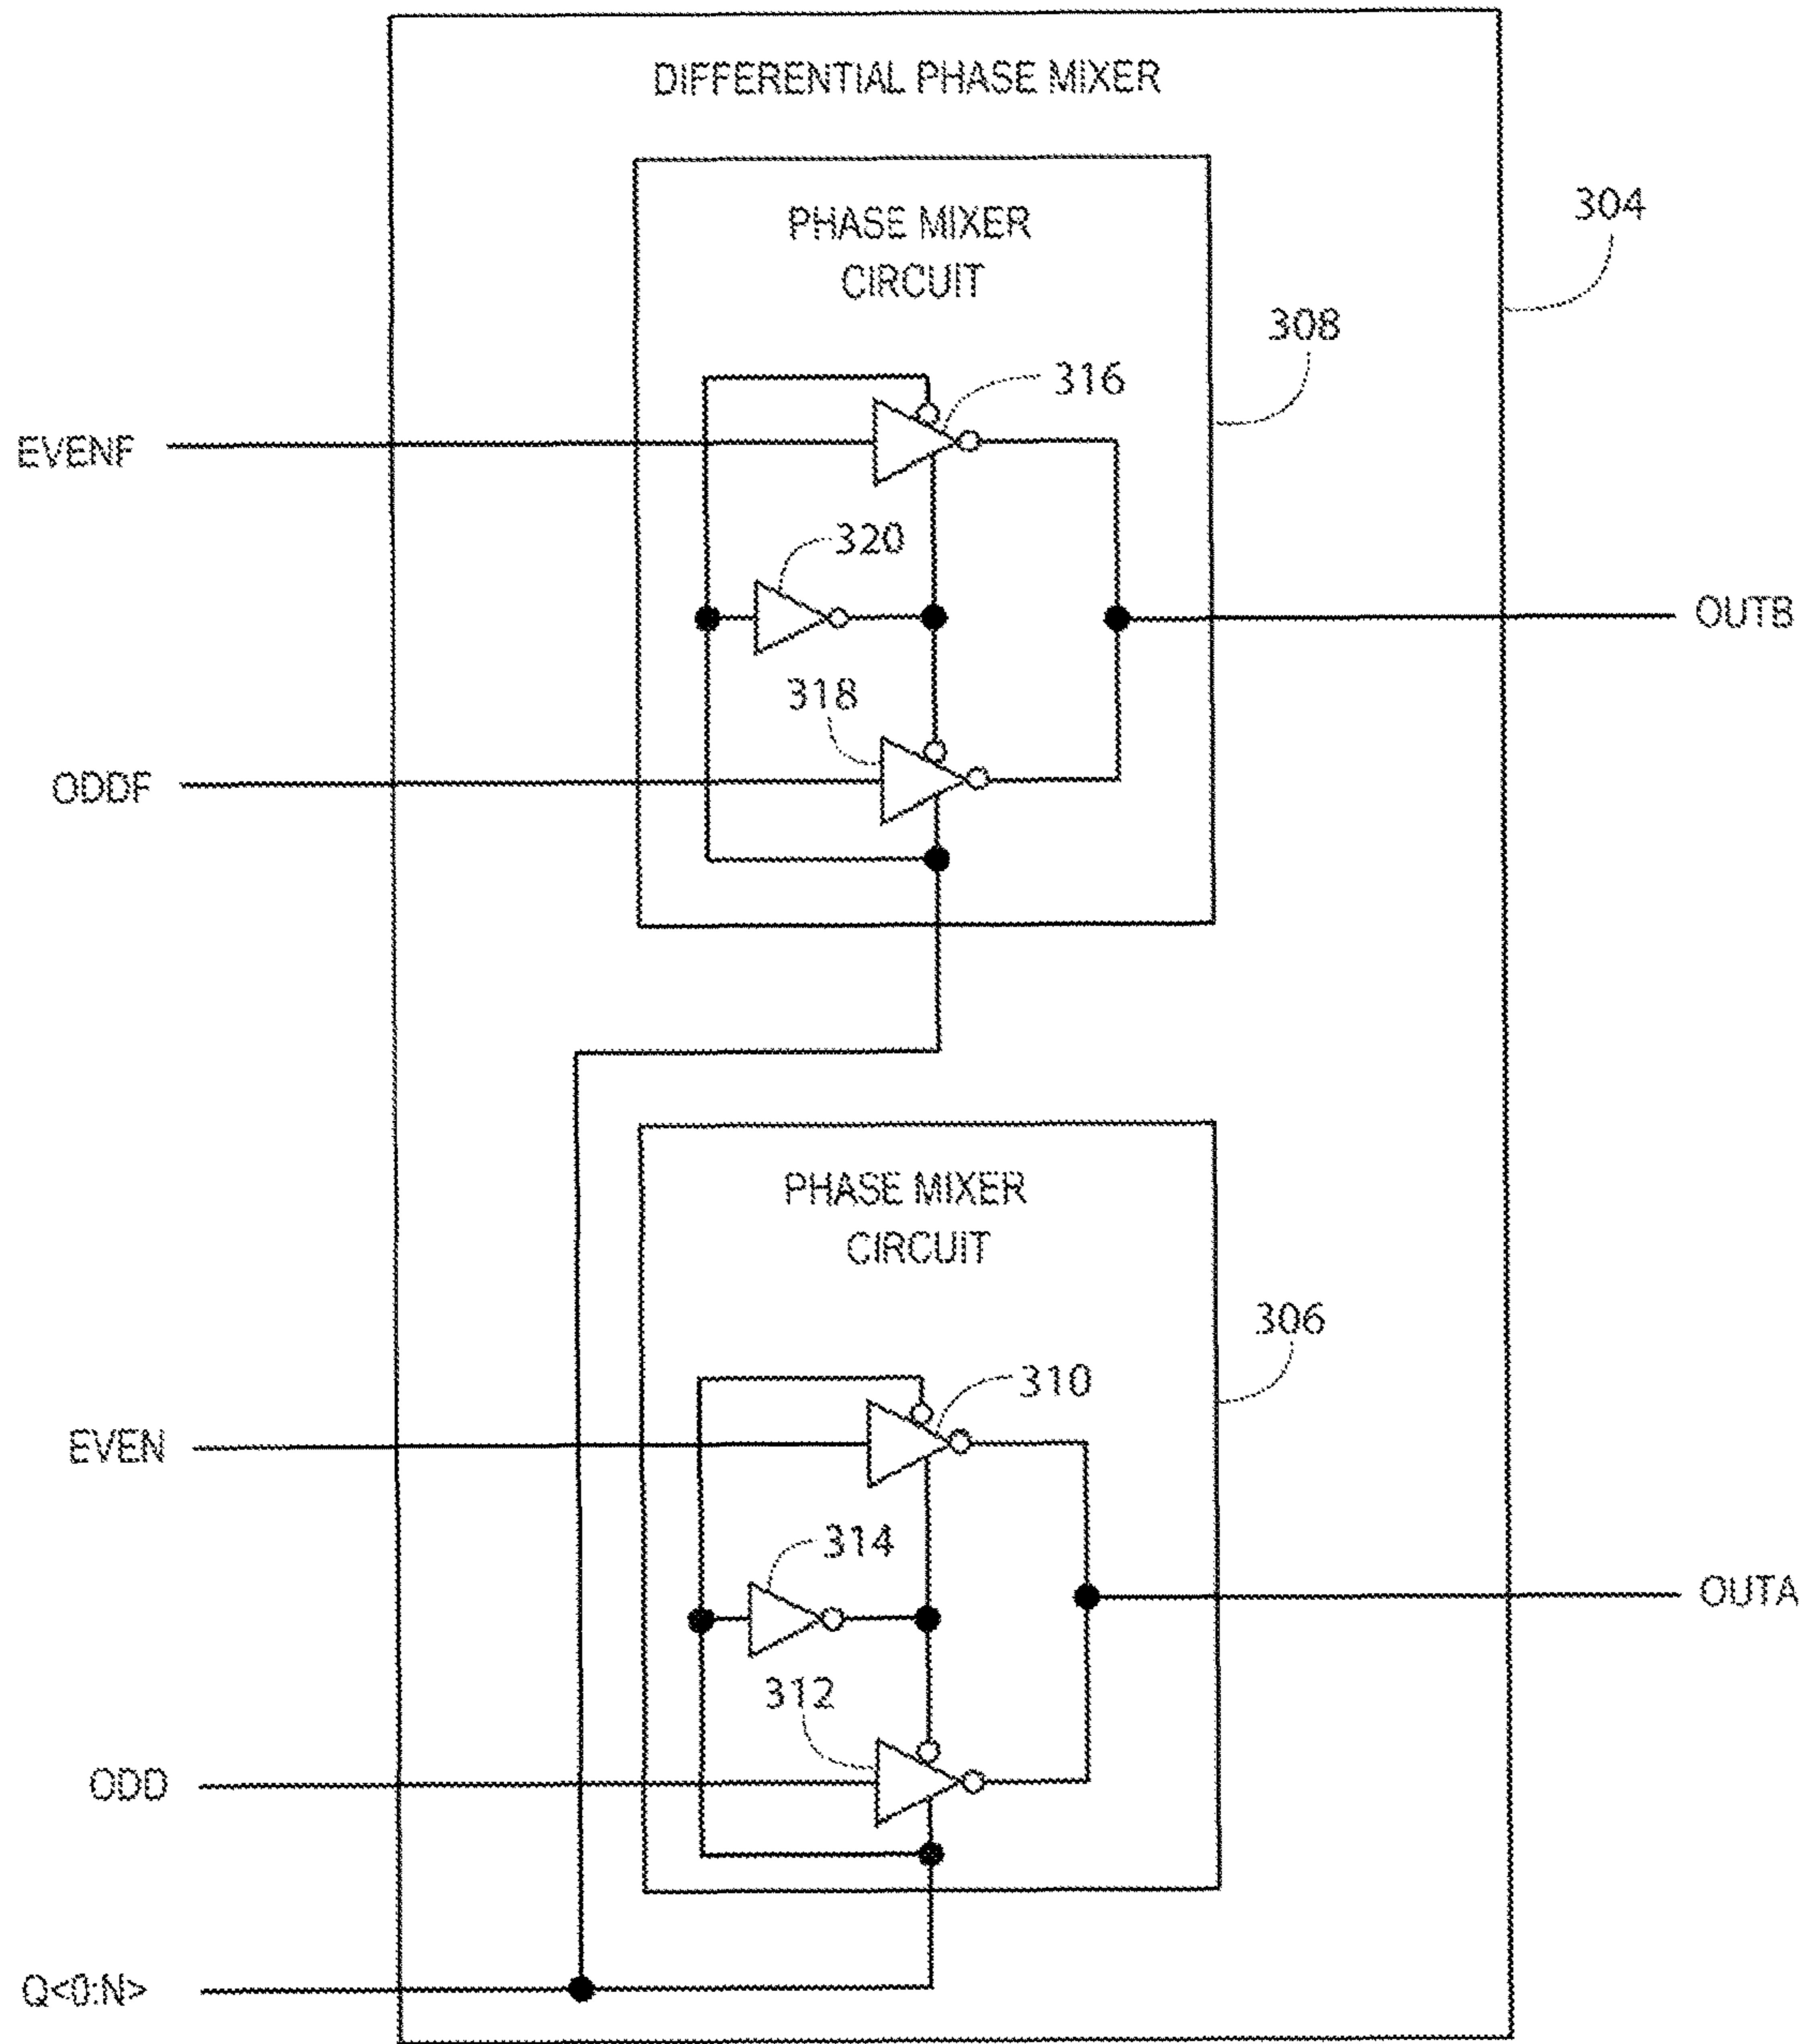 DIFFERENTIAL PHASE MIXER
304
PHASE MIXER
CIRCUIT
308
316
EVENF
320
OUTB
318
ODDF
PHASE MIXER
CIRCUIT
306
310
EVEN
314
OUTA
312
ODD
Q<0:N>